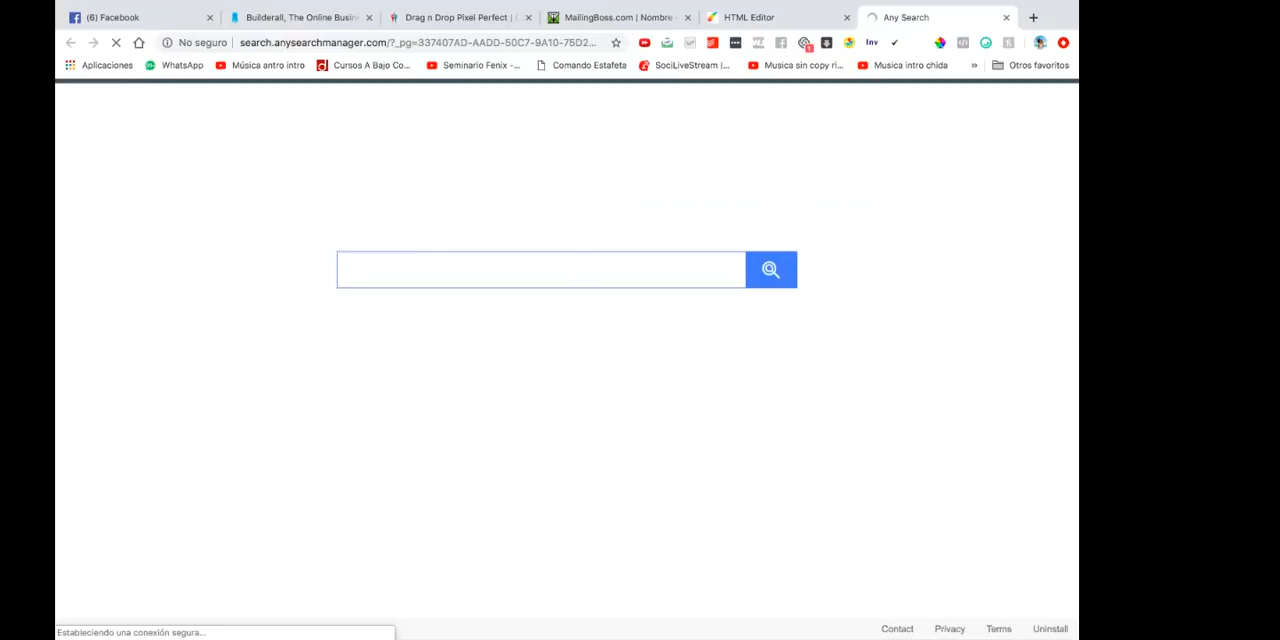 (6) Facebook
Builderall, The Online Busin
Drag n Drop Pixel Perfect | C
MailingBoss.com | Nombre
HTML Editor
Any Search
No seguro
search.anysearchmanager.com/?_pg=337407AD-AADD-50C7-9A10-75D2...
Inv
Aplicaciones
WhatsApp
Música antro intro
Cursos A Bajo Co...
Seminario Fenix -...
Comando Estafeta
SociLiveStream |...
Musica sin copy ri...
Musica intro chida
»
Otros favoritos
Estableciendo una conexión segura...
Contact
Privacy
Terms
Uninstall